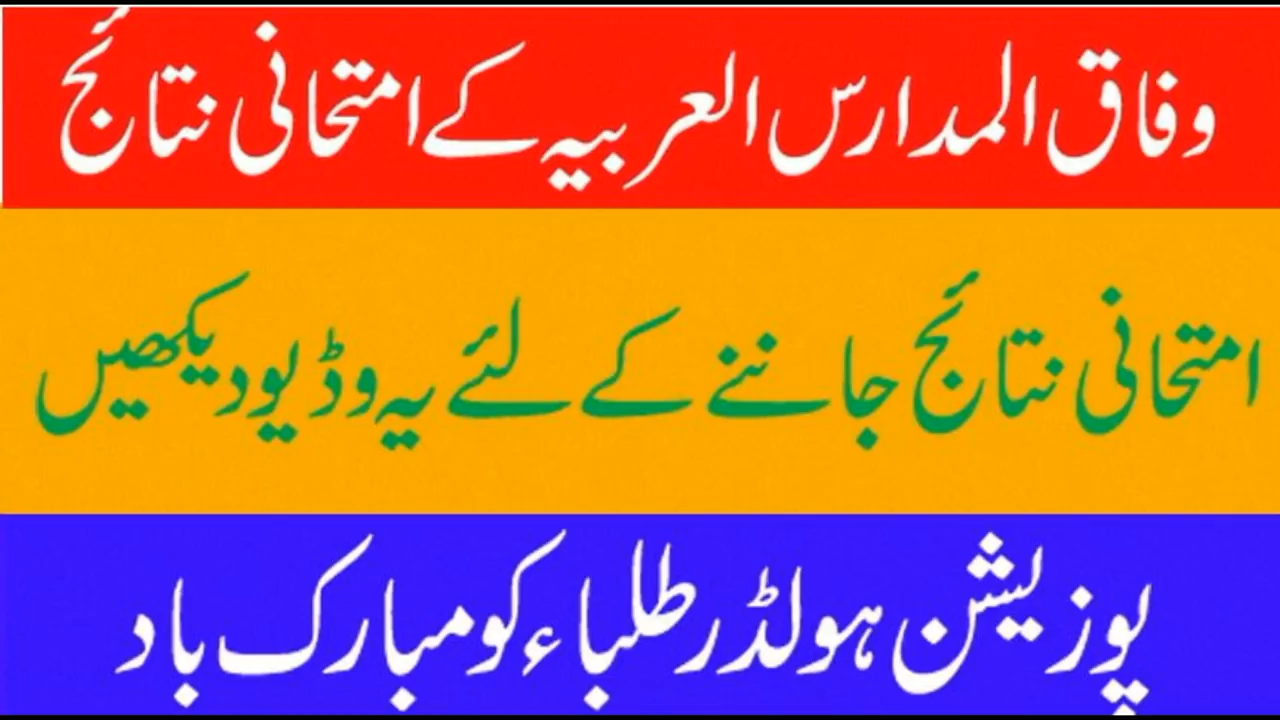 وفاق المدارس العربیہ کے امتحانی نتائج
امتحانی نتائج جاننے کے لئے یہ وڈیو دیکھیں
پوزیشن ہولڈر طلباء کو مبارک باد